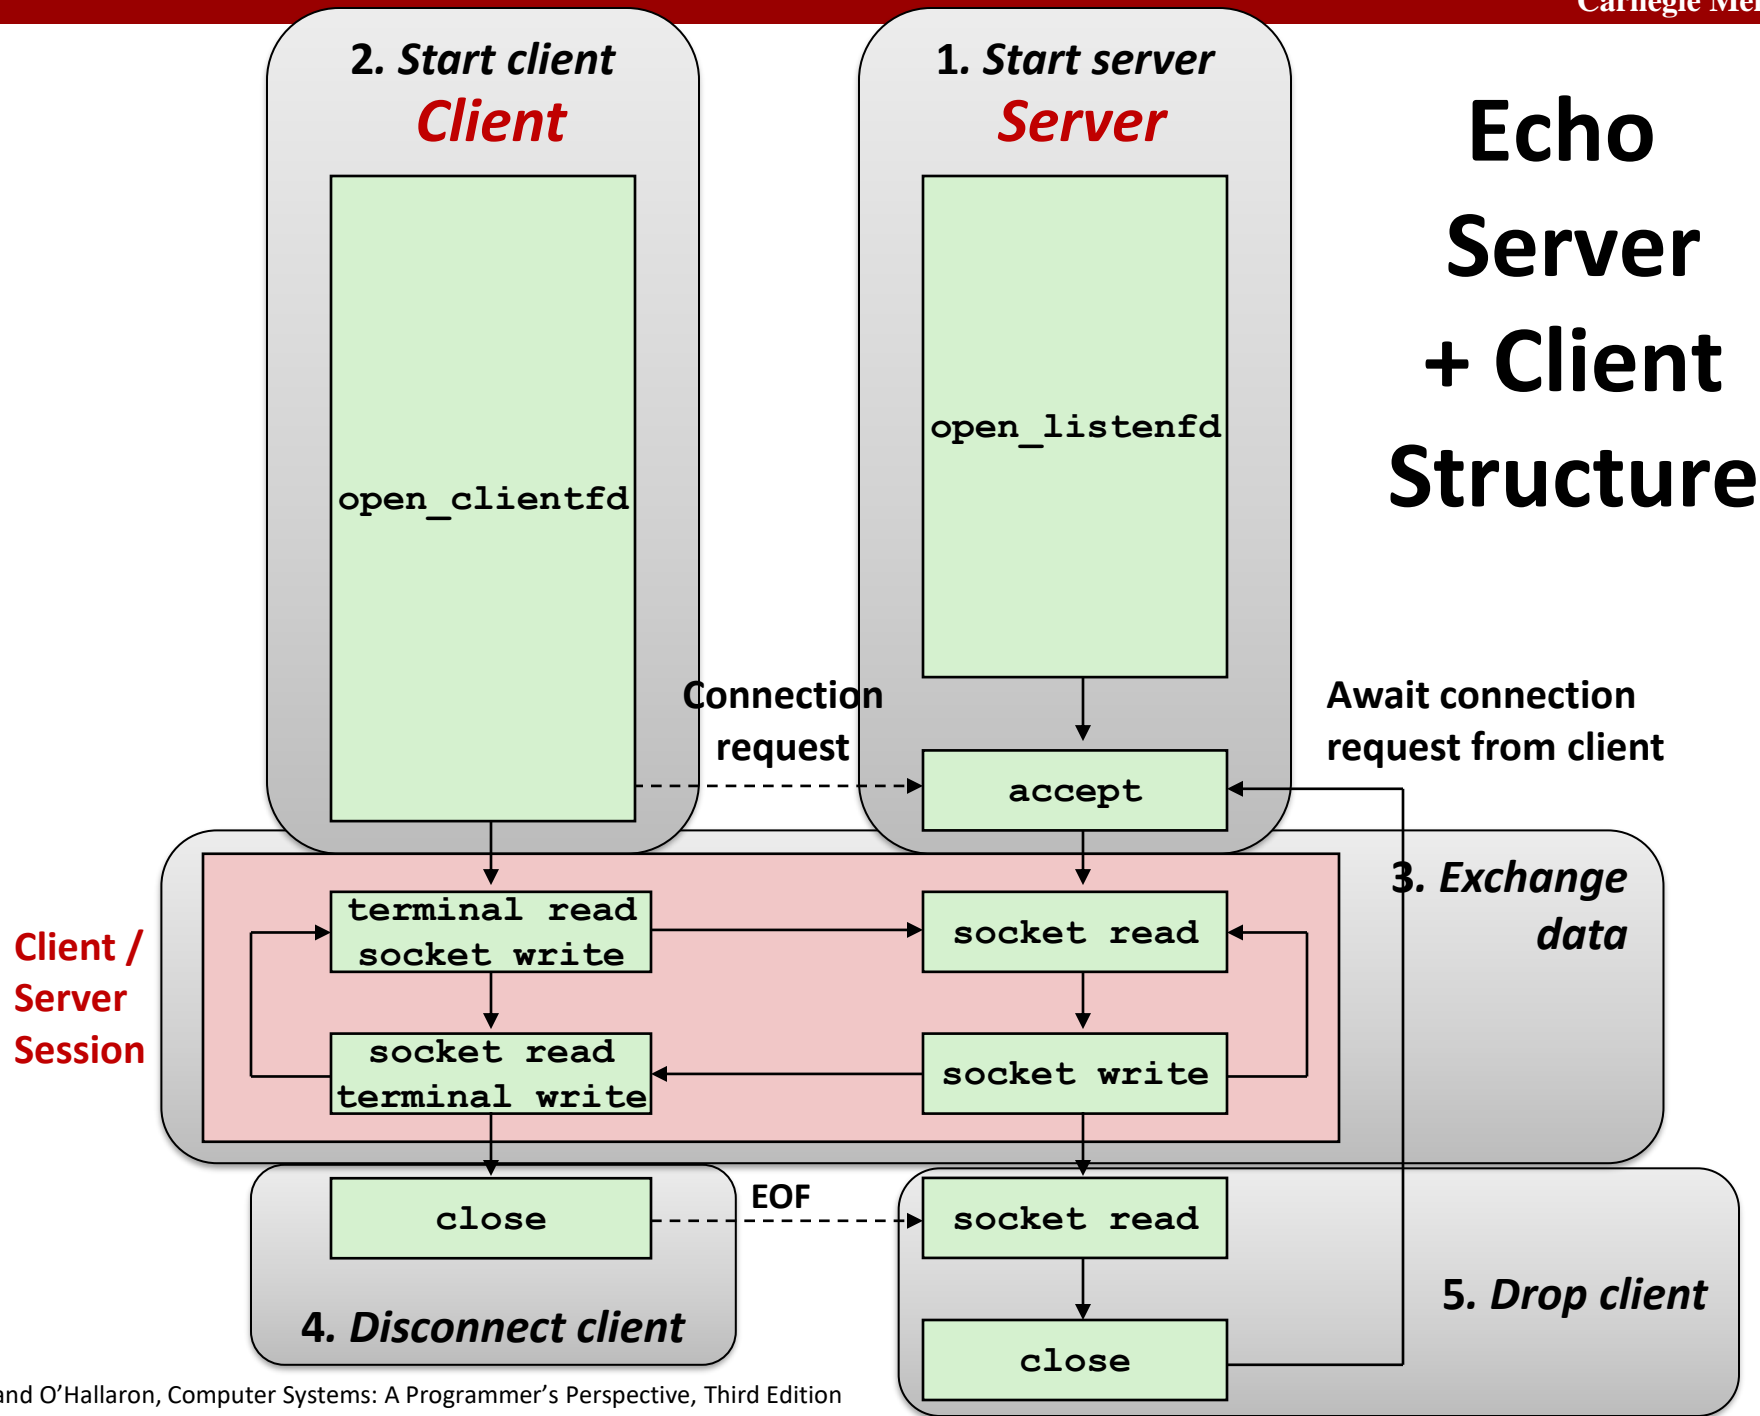 2. Start client
Client
1. Start server
Server
Echo
Server
+ Client
Structure
open_listenfd
open_clientfd
Connection
request
Await connection
request from client
accept
3. Exchange
data
Client /
Server
Session
terminal read
socket write
socket read
socket read
terminal write
socket write
close
EOF
socket read
4. Disconnect client
5. Drop client
close
and O'Hallaron, Computer Systems: A Programmer's Perspective, Third Edition